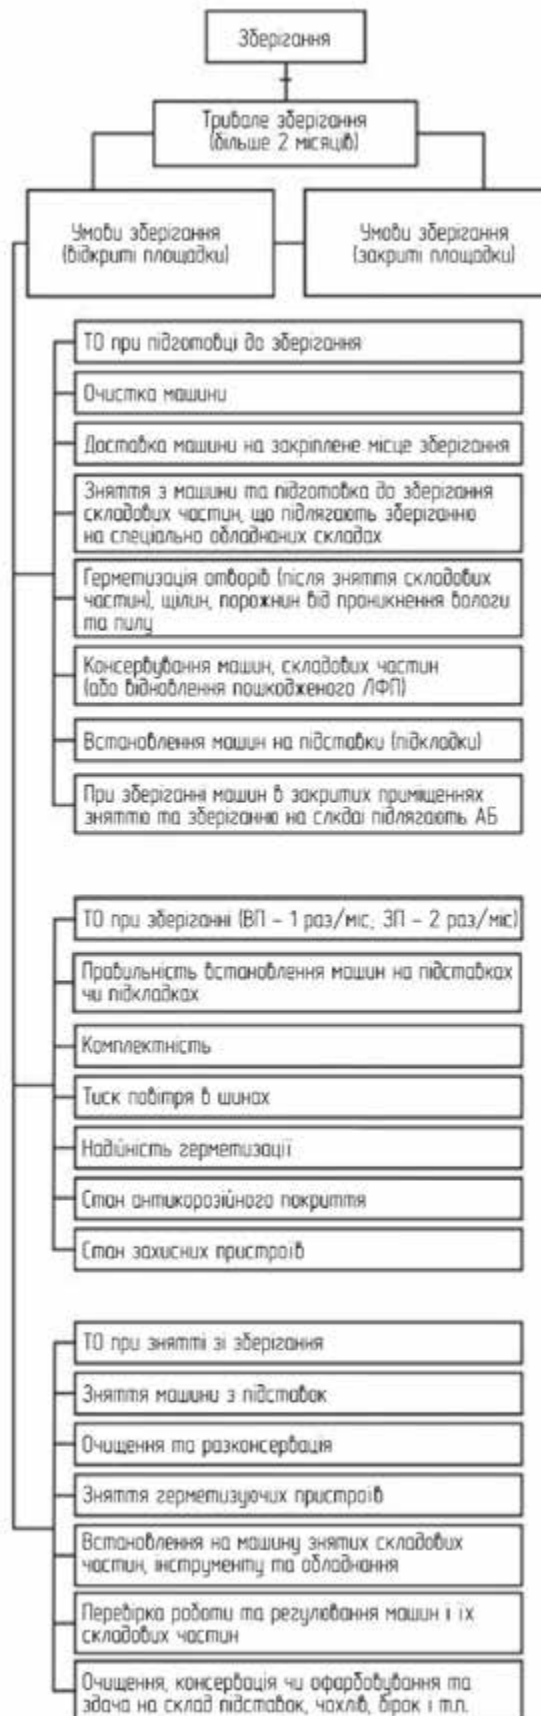 Зберігання
Тривале зберігання
(більше 2 місяців)
Умови зберігання
(відкриті площадки)
Умови зберігання
(закриті площадки)
ТО при підготовці до зберігання
Очистка машини
Доставка машини на закріплене місце зберігання
Зняття з машини та підготовка до зберігання
складових частин, що підлягають зберіганню
на спеціально обладнаних складах
Герметизація отворів (після зняття складових
частин), щілин, порожнин від проникнення вологи
та пилу
Консервування машин, складових частин
(або відновлення пошкодженого ЛФП)
Встановлення машин на підставки (підкладки)
При зберіганні машин в закритих приміщеннях
зняттю та зберіганню на слкдаі підлягають АБ
ТО при зберіганні (ВП – 1 раз/міс; ЗП – 2 раз/міс)
Правильність встановлення машин на підставках
чи підкладках
Комплектність
Тиск повітря в шинах
Надійність герметизації
Стан антикорозійного покриття
Стан захисних пристроїв
ТО при знятті зі зберігання
Зняття машини з підставок
Очищення та разконсервація
Зняття герметизуючих пристроїв
Встановлення на машину знятих складових
частин, інструменту та обладнання
Перевірка роботи та регулювання машин і їх
складових частин
Очищення, консервація чи офарбовування та
здача на склад підставок, чохлів, бірок і т.п.